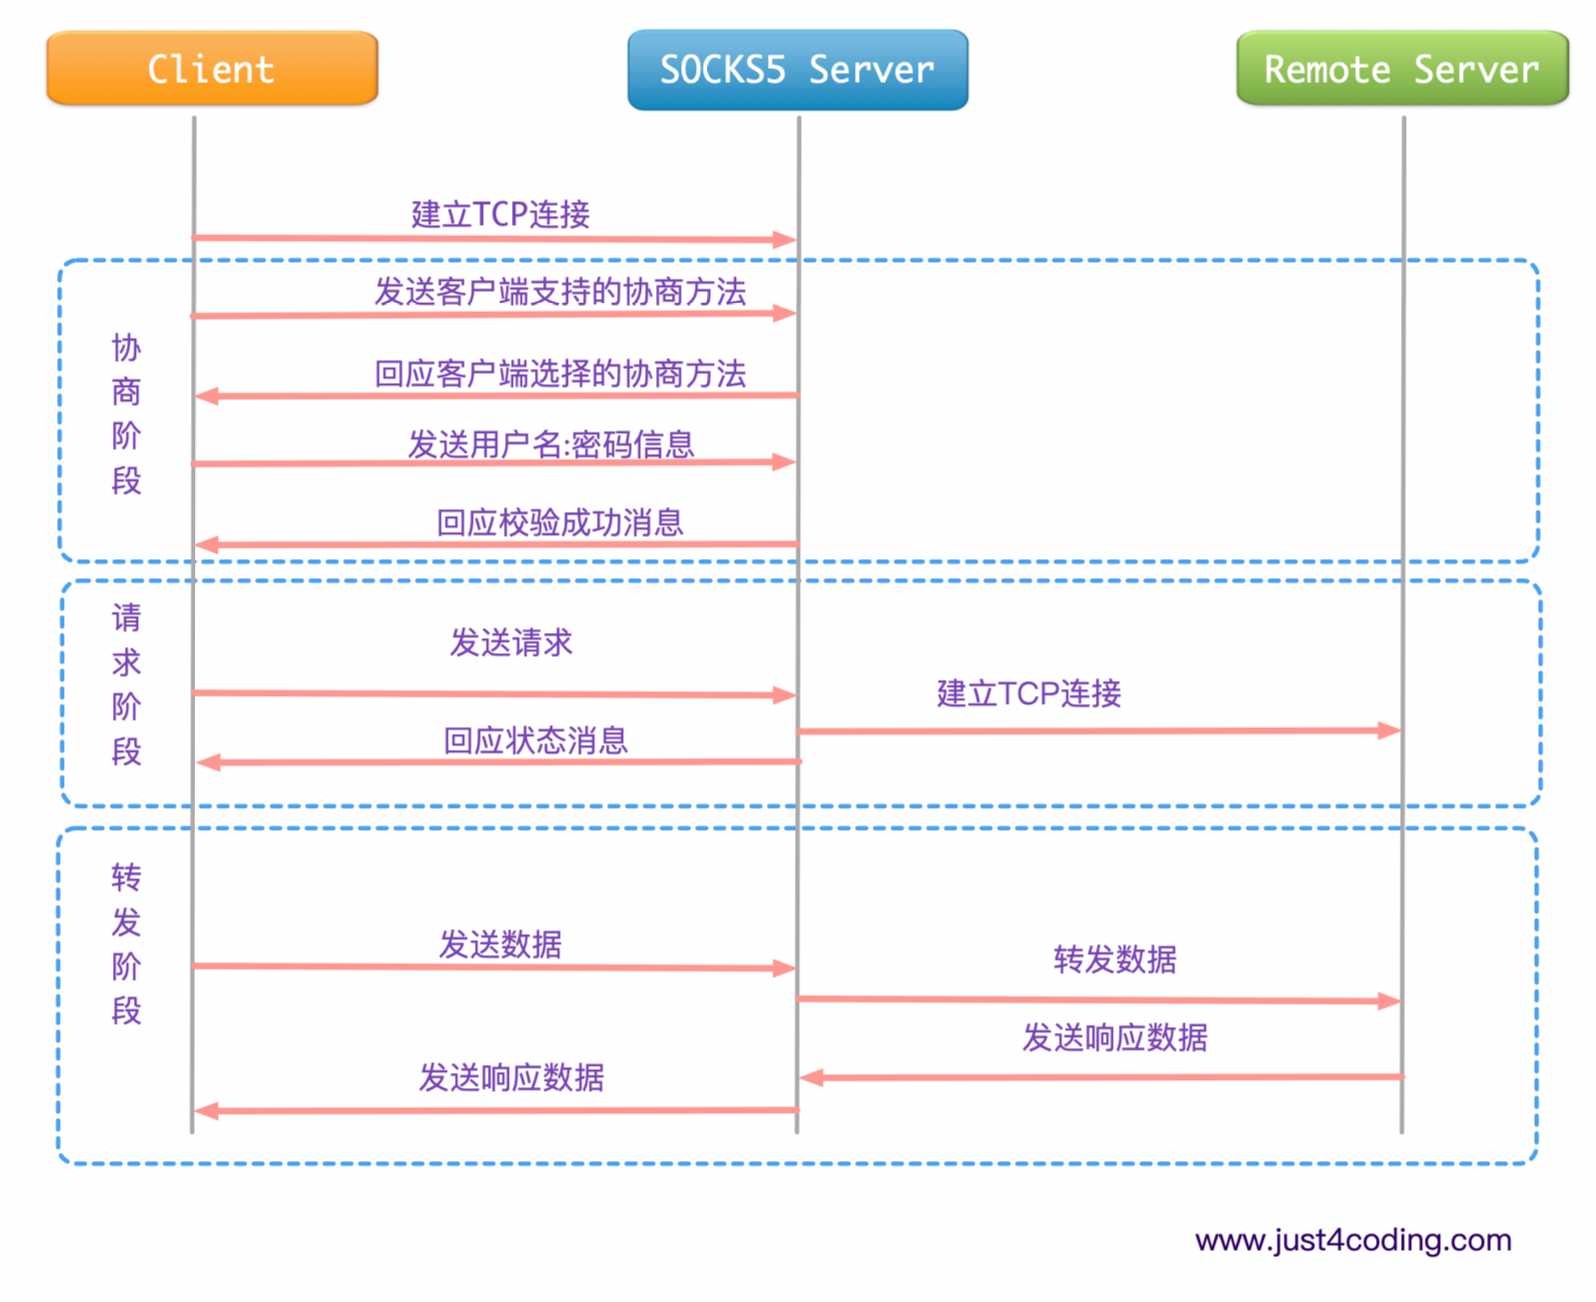 Client
SOCKS5 Server
Remote Server
建立TCP连接
协商阶段
发送客户端支持的协商方法
回应客户端选择的协商方法
发送用户名:密码信息
回应校验成功消息
请求阶段
发送请求
建立TCP连接
回应状态消息
转发阶段
发送数据
转发数据
发送响应数据
发送响应数据
www.just4coding.com